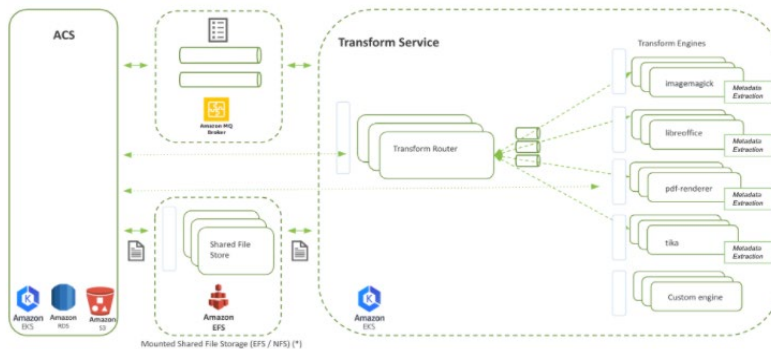 ACS
Transform Service
Transform Engines
imagemagick
Metadata
Extraction
Amazon MQ
Broker
libreoffice
Metadata
Extraction
Transform Router
pdf-renderer
Metadata
Extraction
Shared File
Store
tika
Metadata
Extraction
Custom engine
Amazon
EKS
Amazon
RDS
Amazon
S3
Amazon
EFS
Amazon
EKS
Mounted Shared File Storage (EFS / NFS) (*)